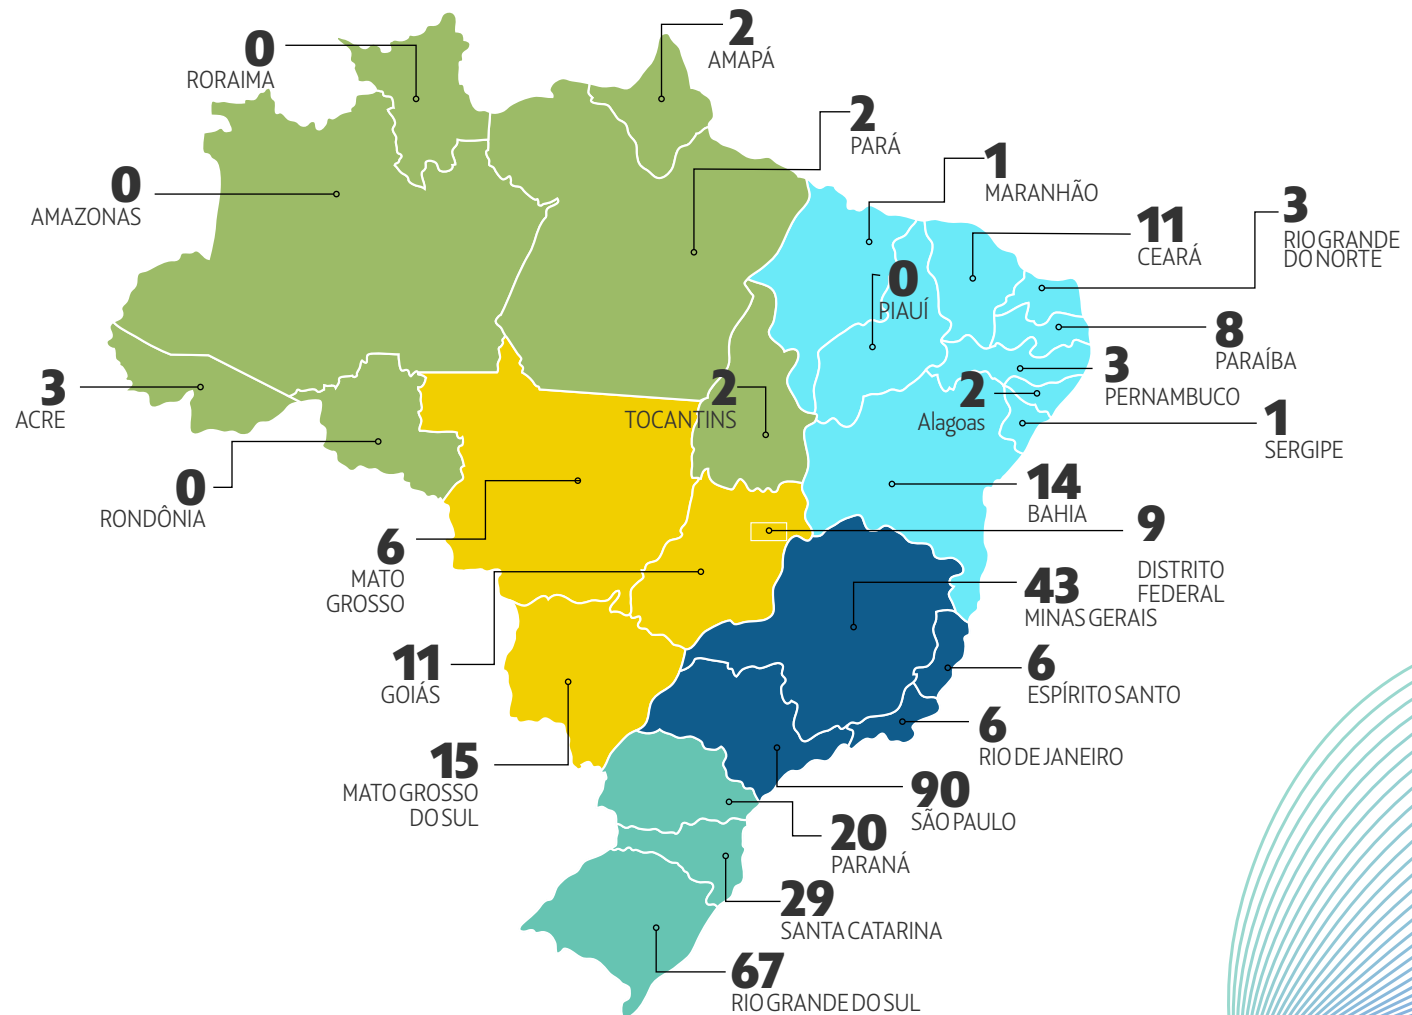 0
RORAIMA
2
AMAPÁ
2
PARÁ
1
MARANHÃO
0
AMAZONAS
3
RIO GRANDE
DO NORTE
11
CEARÁ
0
PIAUÍ
8
PARAÍBA
3
PERNAMBUCO
3
ACRE
2
TOCANTINS
2
Alagoas
1
SERGIPE
0
RONDÔNIA
14
BAHIA
9
DISTRITO
FEDERAL
6
MATO
GROSSO
43
MINAS GERAIS
11
GOIÁS
6
ESPÍRITO SANTO
6
RIO DE JANEIRO
15
MATO GROSSO
DO SUL
90
SÃO PAULO
20
PARANÁ
29
SANTA CATARINA
67
RIO GRANDE DO SUL